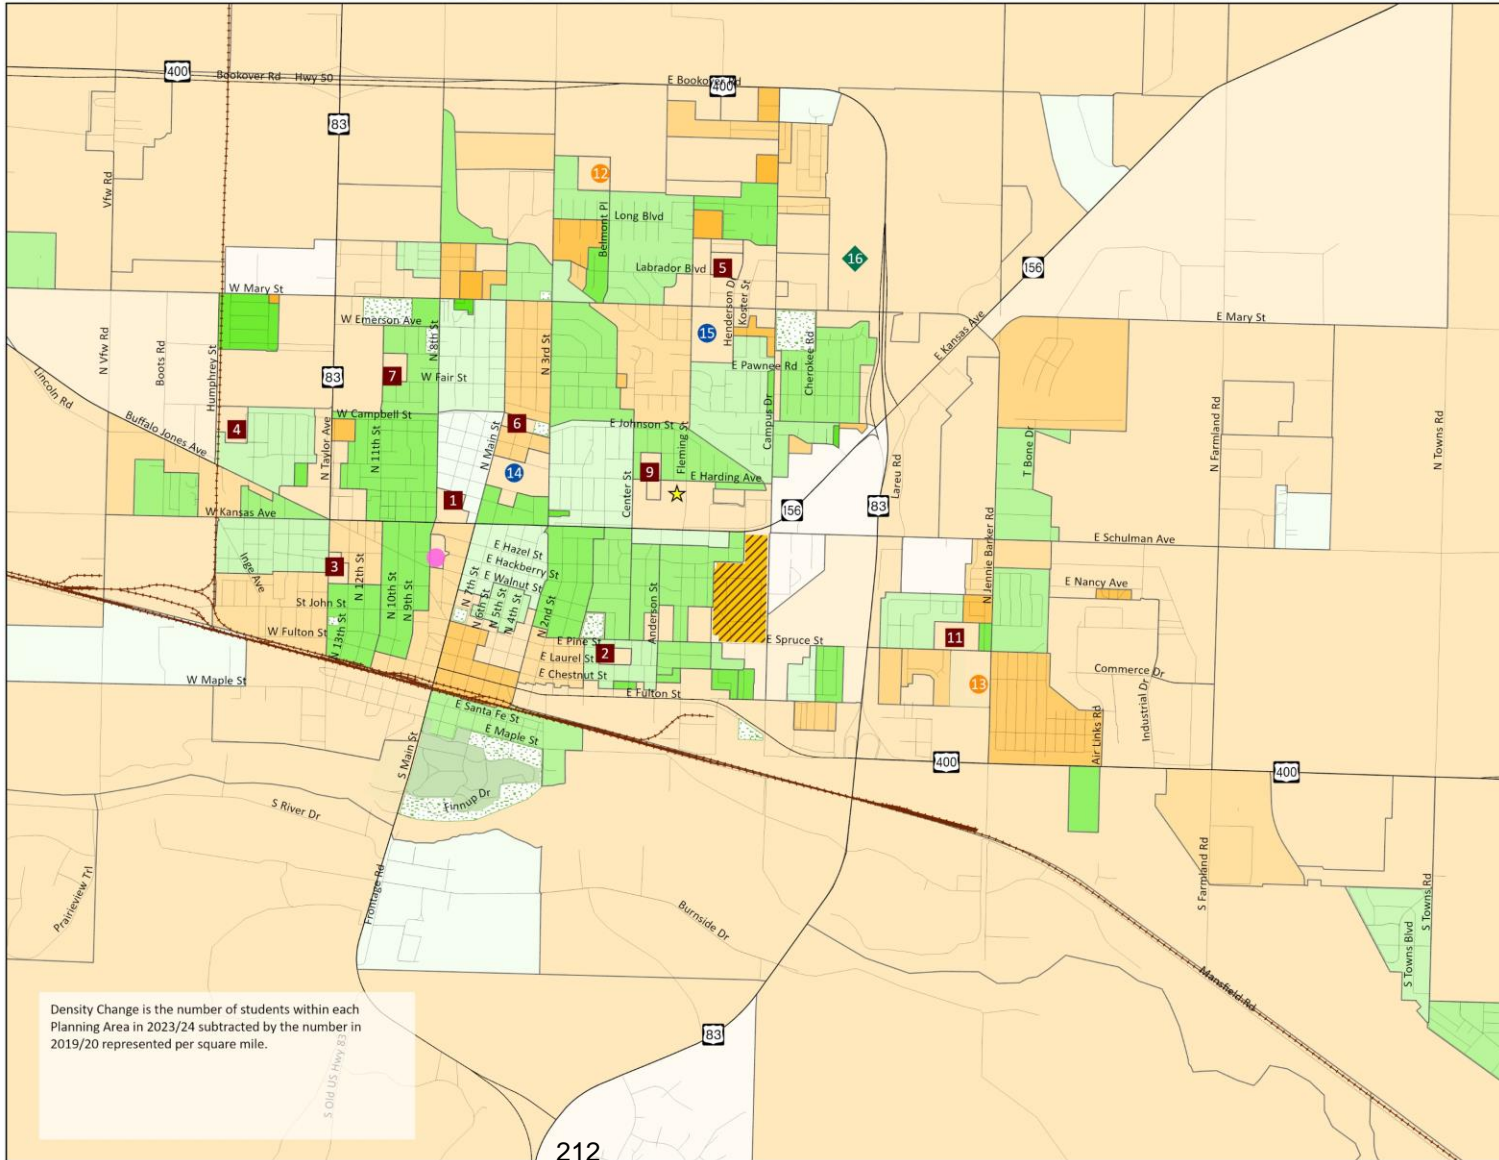 400
Bookover Rd Hwy 50
E Bookover Rd
400
83
Vfw Rd
12
Belmont Pl
Long Blvd
16
Labrador Blvd
5
156
Henderson Dr
Koster St
W Mary St
W Emerson Ave
N 8th St
N 3rd St
15
E Mary St
E Kansas Ave
N Vfw Rd
Boots Rd
Humphrey St
83
7
W Fair St
E Pawnee Rd
Cherokee Rd
Lincoln Rd
Buffalo Jones Ave
4
W Campbell St
N Taylor Ave
N 11th St
N Main St
6
E Johnson St
Fleming St
Campus Dr
T Bone Dr
N Farmland Rd
N Towns Rd
14
9
E Harding Ave
Lareu Rd
Center St
1
W Kansas Ave
156
83
N Jennie Barker Rd
E Schulman Ave
Inge Ave
3
N 12th St
E Hazel St
E Hackberry St
E Walnut St
N 7th St
N 6th St
N 5th St
N 4th St
N 2nd St
E Nancy Ave
St John St
N 10th St
N 9th St
Anderson St
W Fulton St
N 13th St
E Pine St
2
E Laurel St
E Chestnut St
E Spruce St
11
W Maple St
E Fulton St
13
Commerce Dr
Industrial Dr
Air Links Rd
E Santa Fe St
E Maple St
S Main St
400
400
Finnup Dr
S River Dr
Prairieview Trl
Frontage Rd
Burnside Dr
S Farmland Rd
S Towns Blvd
S Towns Rd
Mansfield Rd
83
Density Change is the number of students within each
Planning Area in 2023/24 subtracted by the number in
2019/20 represented per square mile.
S Old US Hwy 83
212